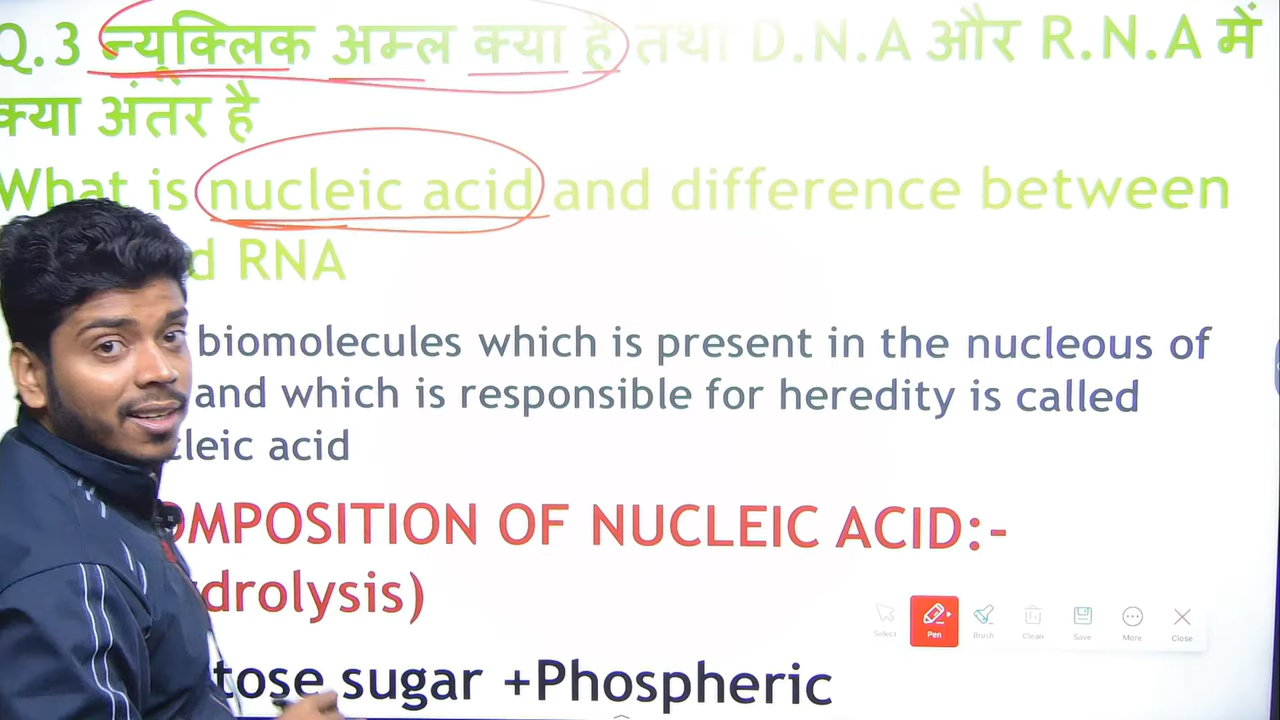 Q.3 न्यूक्लिक अम्ल क्या है तथा D.N.A और R.N.A में
क्या अंतर है
What is nucleic acid and difference between
RNA
biomolecules which is present in the nucleous of
and which is responsible for heredity is called
cleic acid
OMPOSITION OF NUCLEIC ACID:-
drolysis)
tose sugar +Phospheric
Select
Pen
Brush
Clean
Save
More
Close